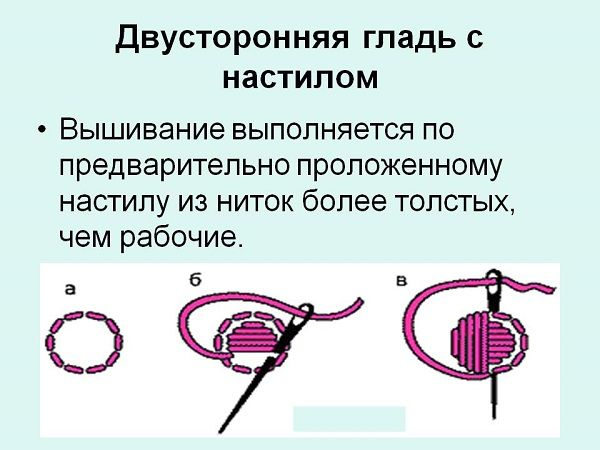 Двусторонняя гладь с
настилом
• Вышивание выполняется по
предварительно проложенному
настилу из ниток более толстых,
чем рабочие.
а б в